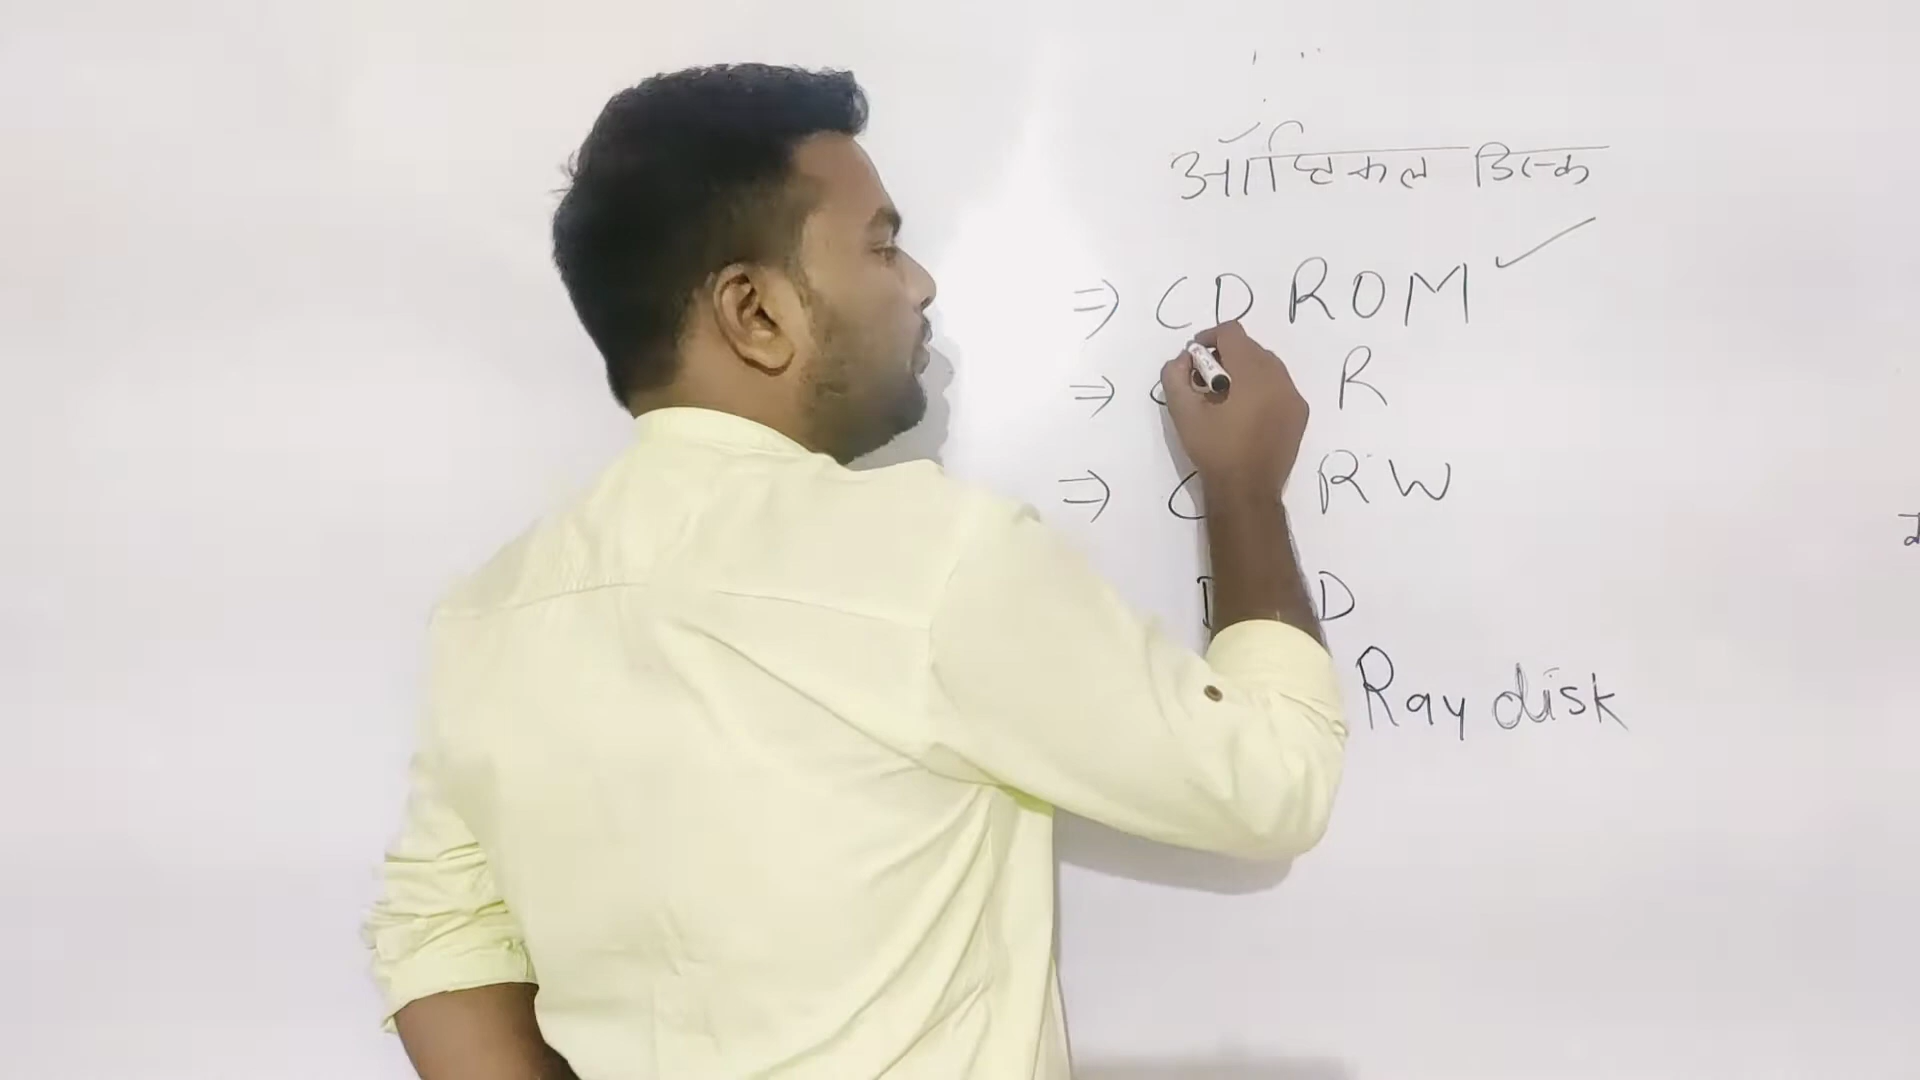 ऑप्टिकल डिस्क
⇒ CD ROM ✓
⇒ R
⇒ C RW
D
Ray disk